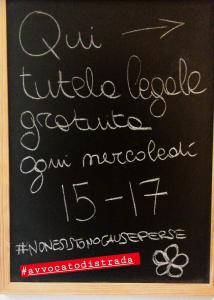 Qui →
tutela legale
gratuita
ogni mercoledì
15-17
#NONESISTONOCAUSEPERSE
#avvocatodistrada